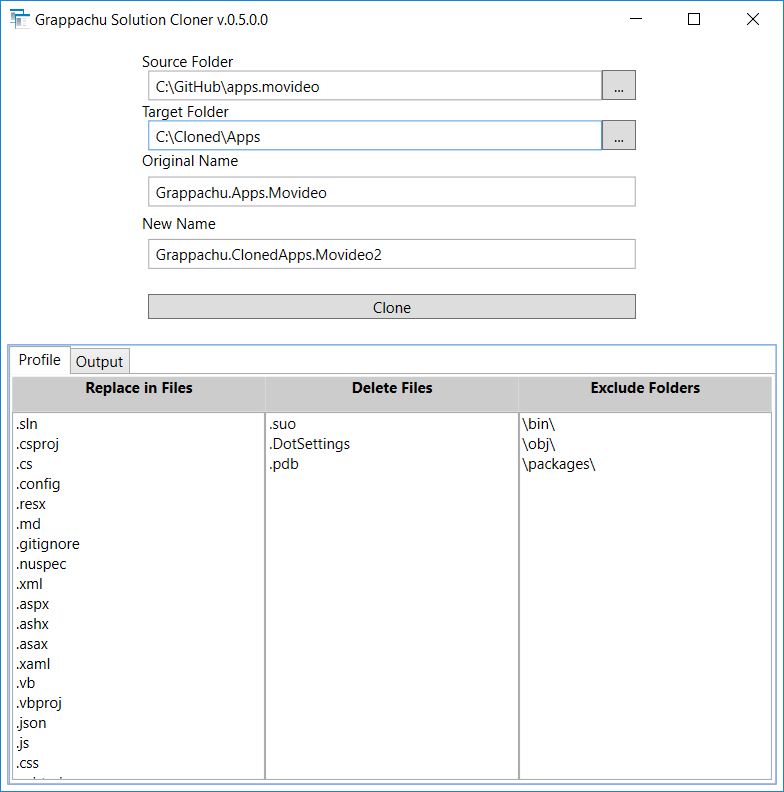 Grappachu Solution Cloner v.0.5.0.0
Source Folder
C:\GitHub\apps.movideo ...
Target Folder
C:\Cloned\Apps ...
Original Name
Grappachu.Apps.Movideo
New Name
Grappachu.ClonedApps.Movideo2
Clone
Profile Output
Replace in Files Delete Files Exclude Folders
.sln .suo \bin\
.csproj .DotSettings \obj\
.cs .pdb \packages\
.config
.resx
.md
.gitignore
.nuspec
.xml
.aspx
.ashx
.asax
.xaml
.vb
.vbproj
.json
.js
.css